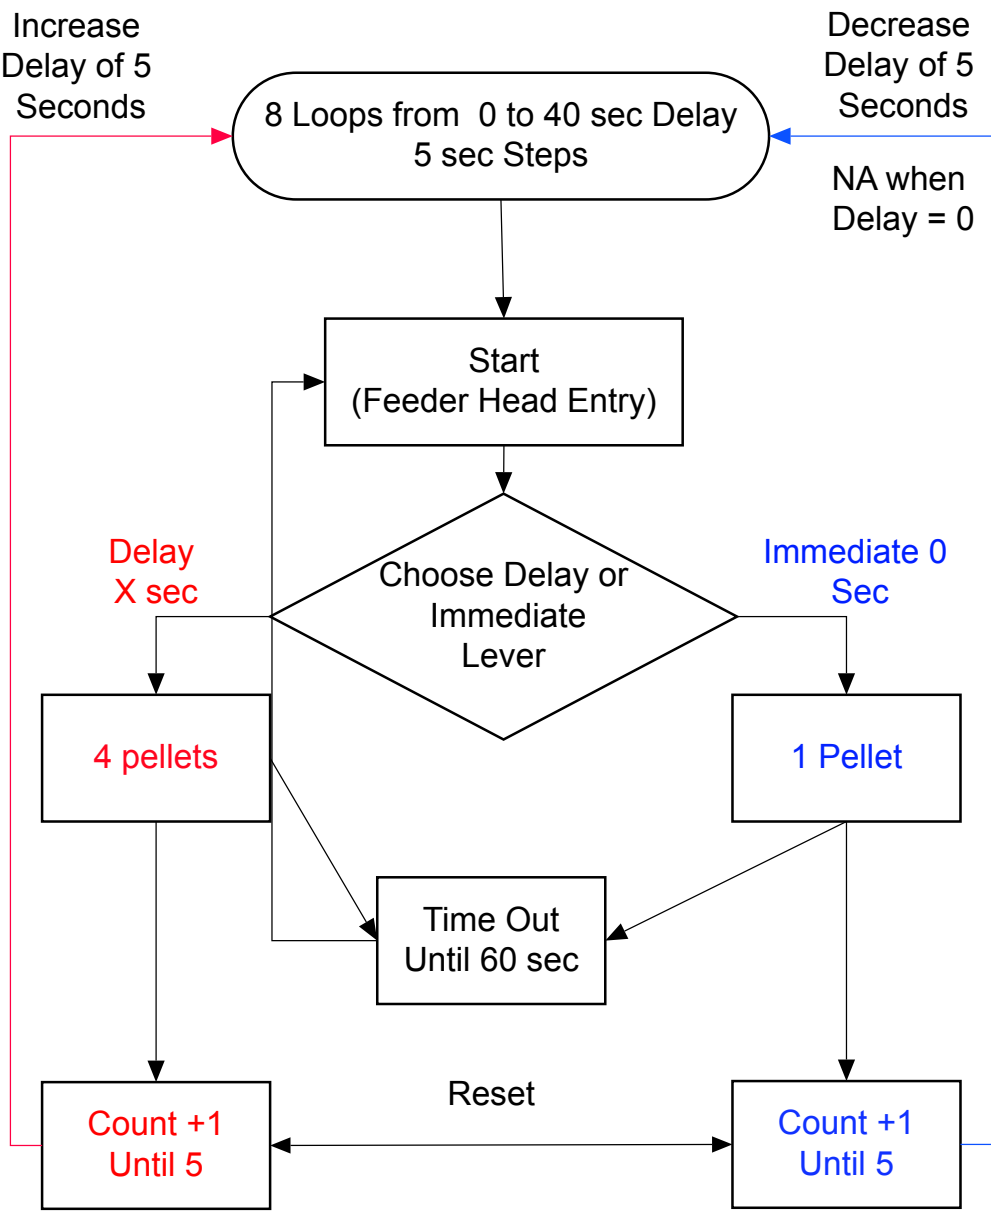 Increase
Delay of 5
Seconds
Decrease
Delay of 5
Seconds
8 Loops from  0 to 40 sec Delay
5 sec Steps
NA when
Delay = 0
Start
(Feeder Head Entry)
Delay
X sec
Choose Delay or
Immediate
Lever
Immediate 0
Sec
4 pellets
1 Pellet
Time Out
Until 60 sec
Reset
Count +1
Until 5
Count +1
Until 5